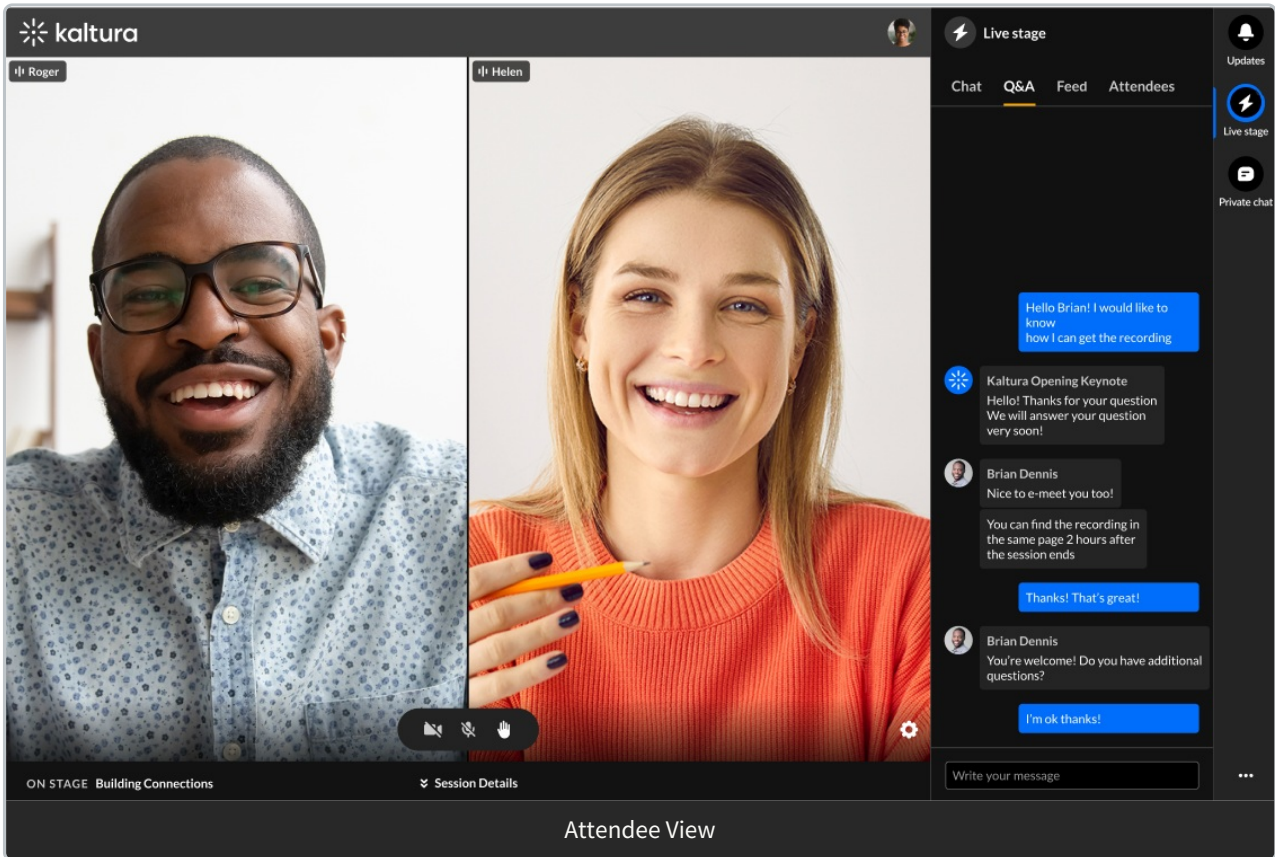 kaltura
Roger
Helen
Live stage
Chat Q&A Feed Attendees
Hello Brian! I would like to
know
how I can get the recording
Kaltura Opening Keynote
Hello! Thanks for your question
We will answer your question
very soon!
Brian Dennis
Nice to e-meet you too!
You can find the recording in
the same page 2 hours after
the session ends
Thanks! That's great!
Brian Dennis
You're welcome! Do you have additional
questions?
I'm ok thanks!
Write your message
Updates
Live stage
Private chat
ON STAGE Building Connections
Session Details
Attendee View